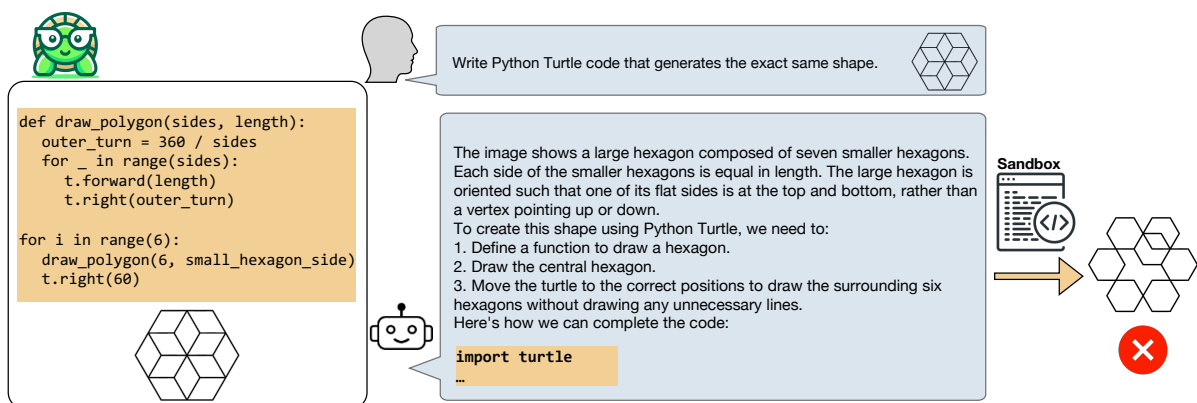 Write Python Turtle code that generates the exact same shape.
def draw_polygon(sides, length):
outer_turn = 360 / sides
for _ in range(sides):
t.forward(length)
t.right(outer_turn)
for i in range(6):
draw_polygon(6, small_hexagon_side)
t.right(60)
The image shows a large hexagon composed of seven smaller hexagons.
Each side of the smaller hexagons is equal in length. The large hexagon is
oriented such that one of its flat sides is at the top and bottom, rather than
a vertex pointing up or down.
To create this shape using Python Turtle, we need to:
1. Define a function to draw a hexagon.
2. Draw the central hexagon.
3. Move the turtle to the correct positions to draw the surrounding six
hexagons without drawing any unnecessary lines.
Here's how we can complete the code:
import turtle
…
Sandbox
</>